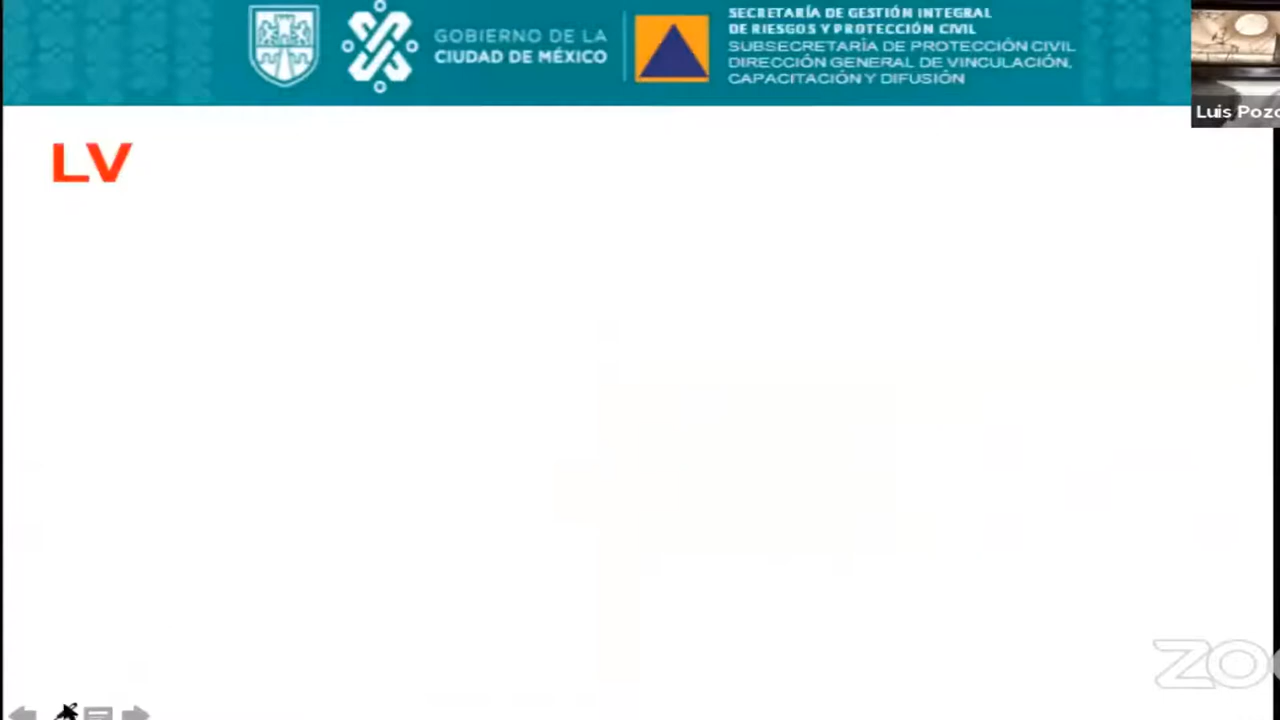 GOBIERNO DE LA
CIUDAD DE MÉXICO
SECRETARÍA DE GESTIÓN INTEGRAL
DE RIESGOS Y PROTECCIÓN CIVIL
SUBSECRETARÍA DE PROTECCIÓN CIVIL
DIRECCIÓN GENERAL DE VINCULACIÓN,
CAPACITACIÓN Y DIFUSIÓN
Luis Pozo
LV
ZO